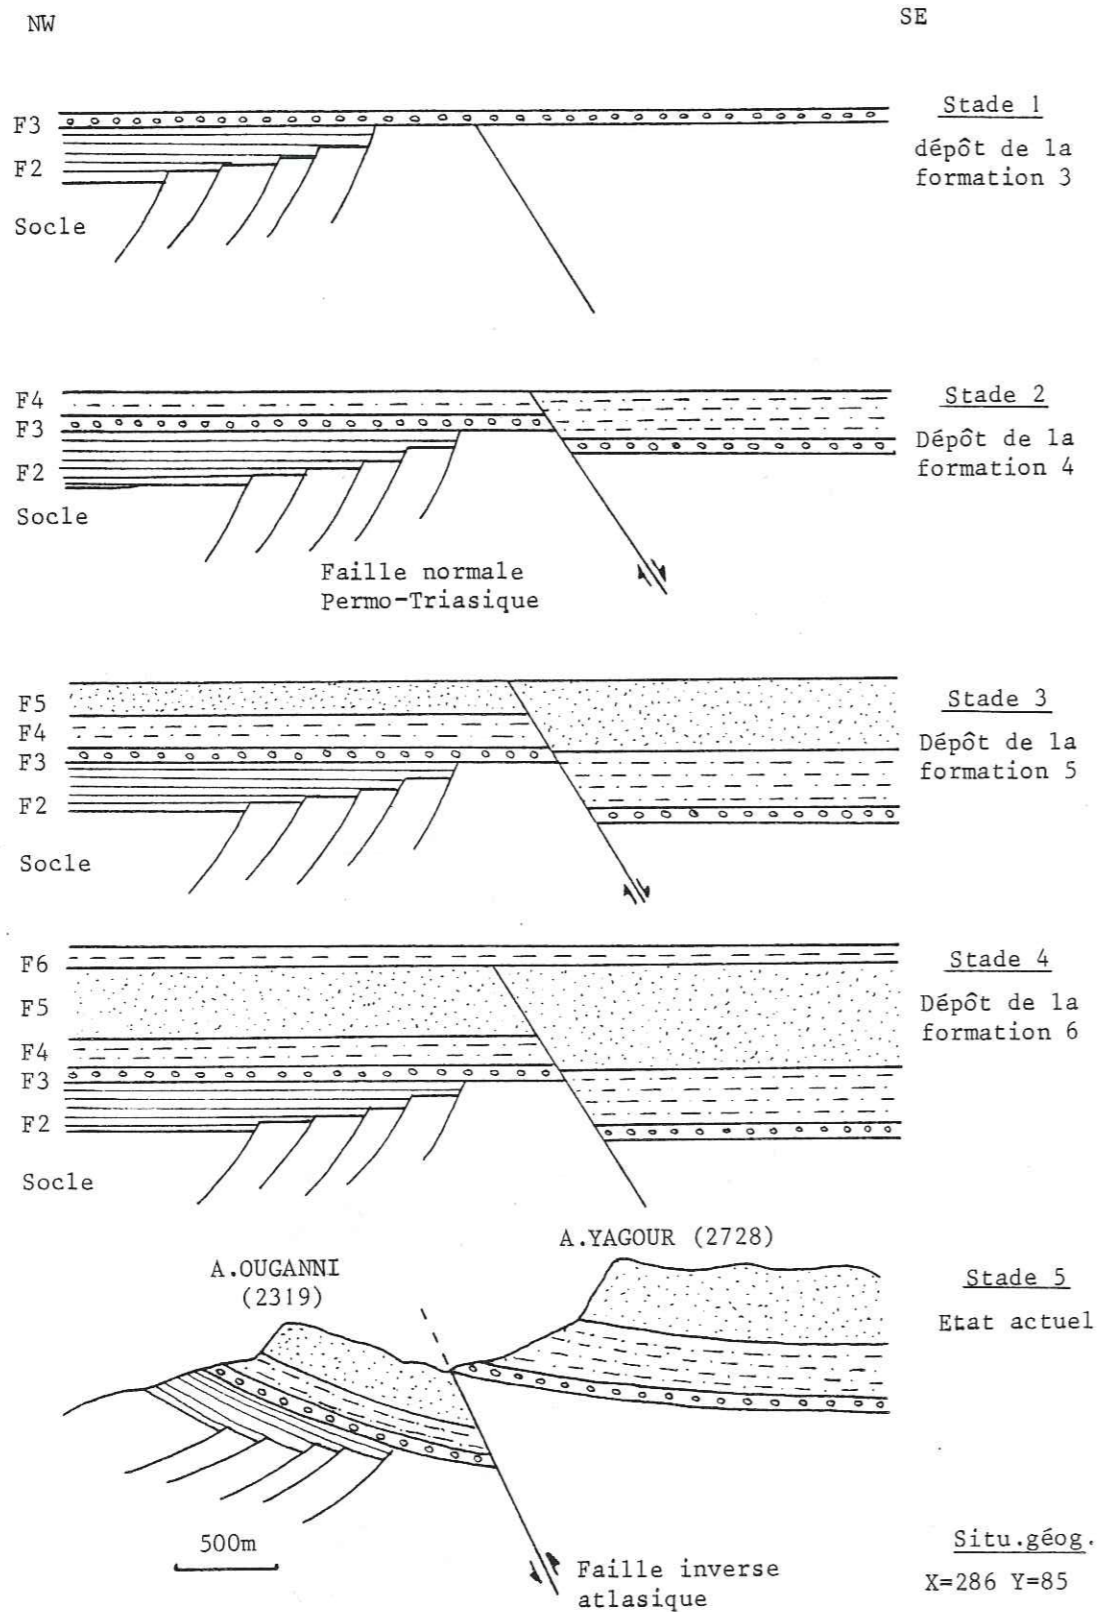 NW
SE
F3
F2
Socle
Stade 1
dépôt de la
formation 3
F4
F3
F2
Socle
Faille normale
Permo-Triasique
Stade 2
Dépôt de la
formation 4
F5
F4
F3
F2
Socle
Stade 3
Dépôt de la
formation 5
F6
F5
F4
F3
F2
Socle
Stade 4
Dépôt de la
formation 6
A.OUGANNI
(2319)
A.YAGOUR (2728)
Stade 5
Etat actuel
500m
Faille inverse
atlasique
Situ.géog.
X=286 Y=85